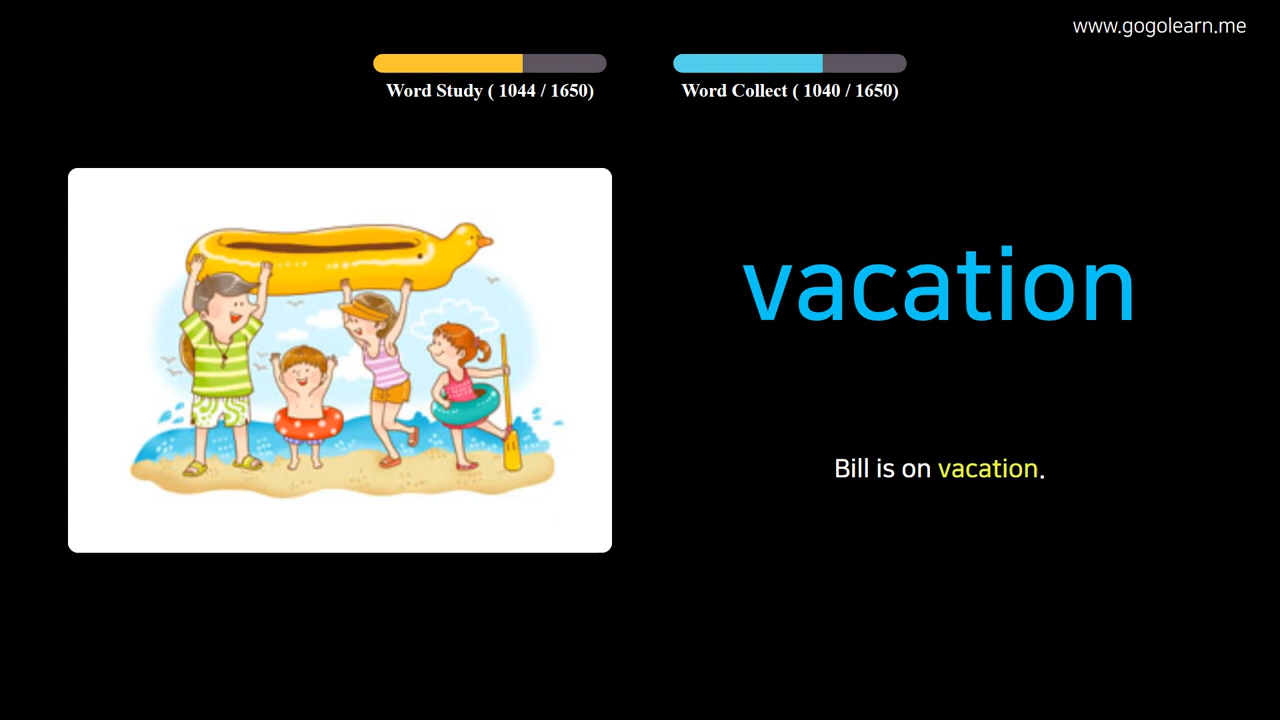 www.gogolearn.me
Word Study ( 1044 / 1650)
Word Collect ( 1040 / 1650)
vacation
Bill is on vacation.